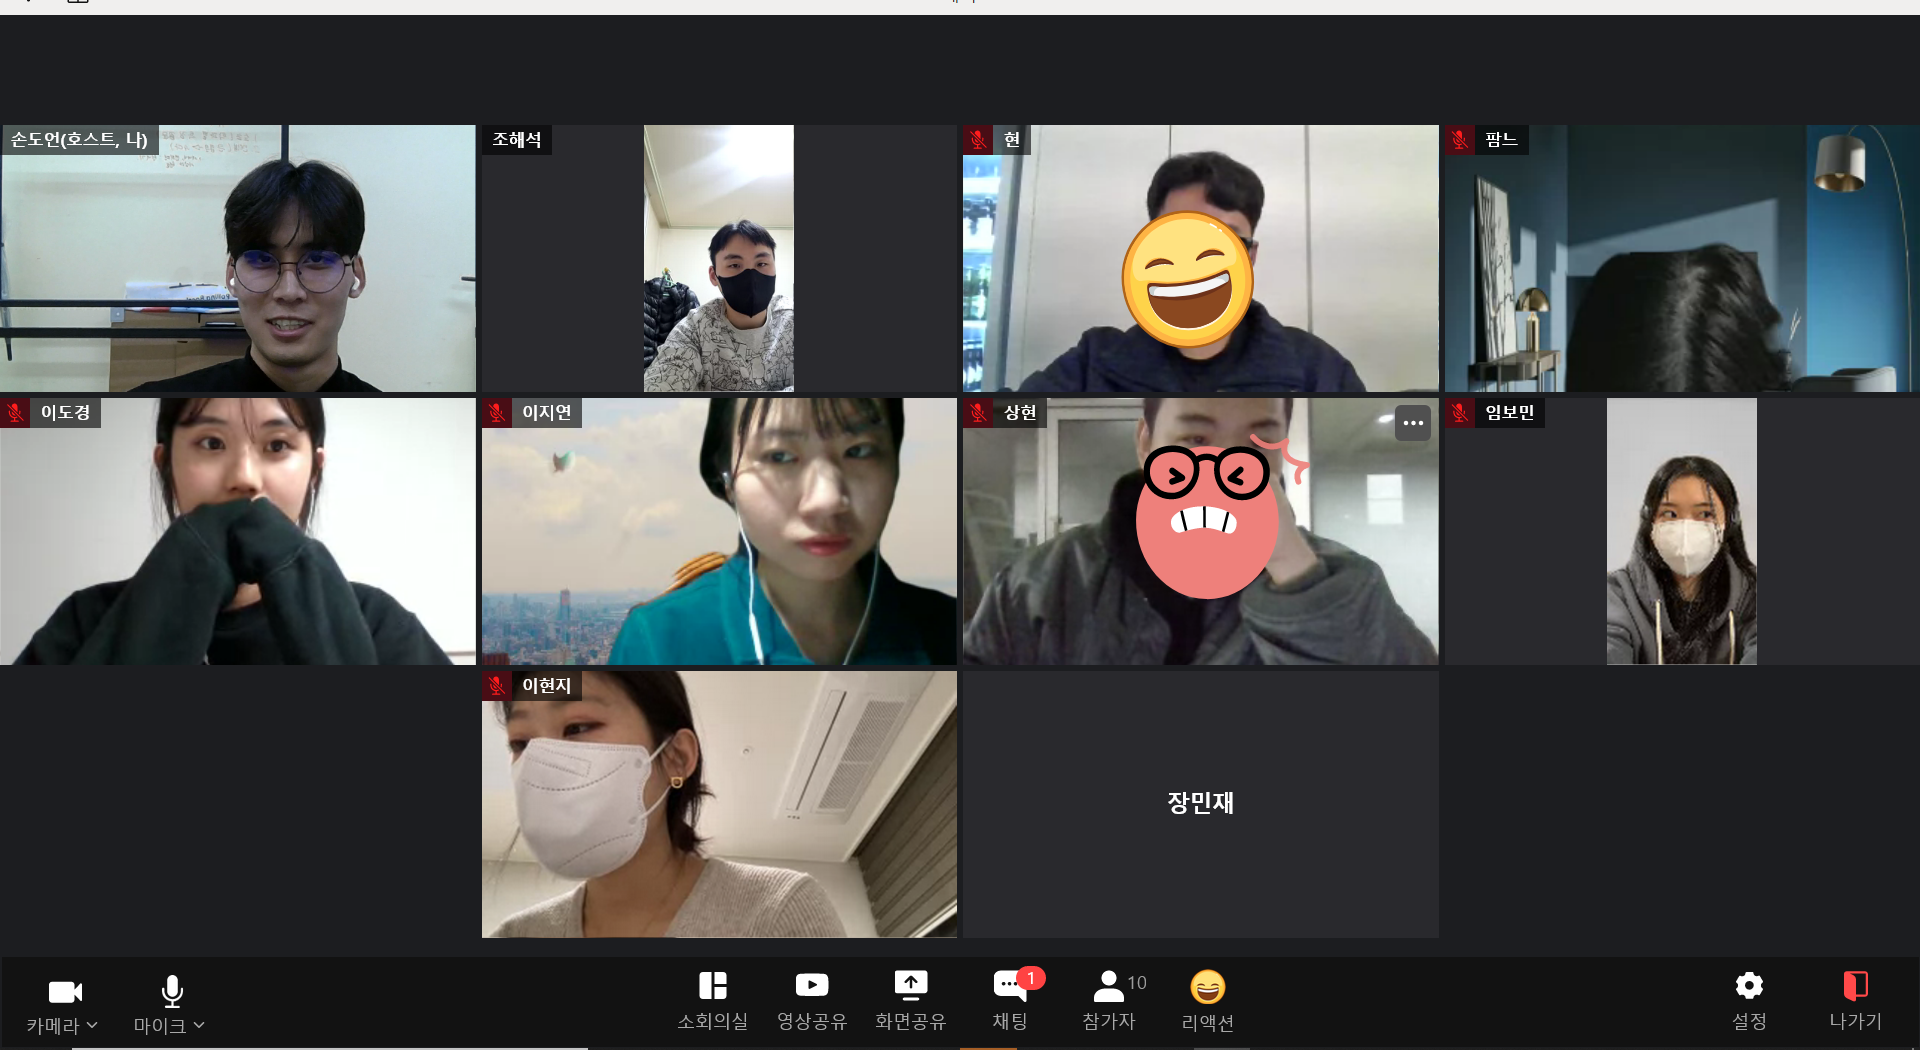 손도언(호스트, 나)
조해석
현
팜느
이도경
이지연
상현
임보민
이현지
장민재
카메라
마이크
소회의실
영상공유
화면공유
1
채팅
10
참가자
리액션
설정
나가기